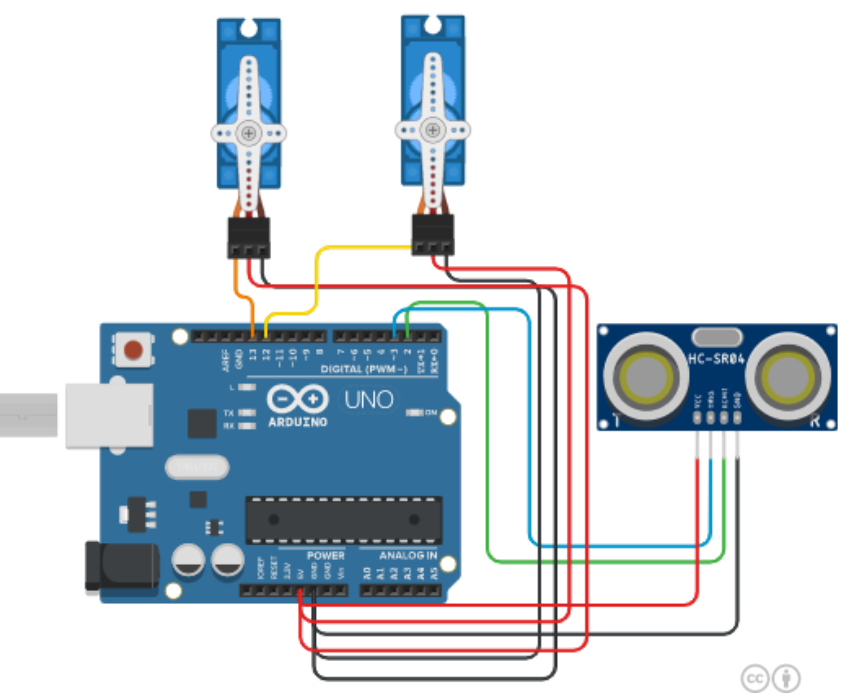 HC-SR04
VCC
TRIG
ECHO
GND
T
R
AREF
GND
13
12
~11
~10
~9
8
7
~6
~5
4
~3
2
TX→1
RX←0
DIGITAL (PWM~)
L
TX
RX
ARDUINO
UNO
ON
POWER
ANALOG IN
IOREF
RESET
3.3V
5V
GND
GND
Vin
A0
A1
A2
A3
A4
A5
cc